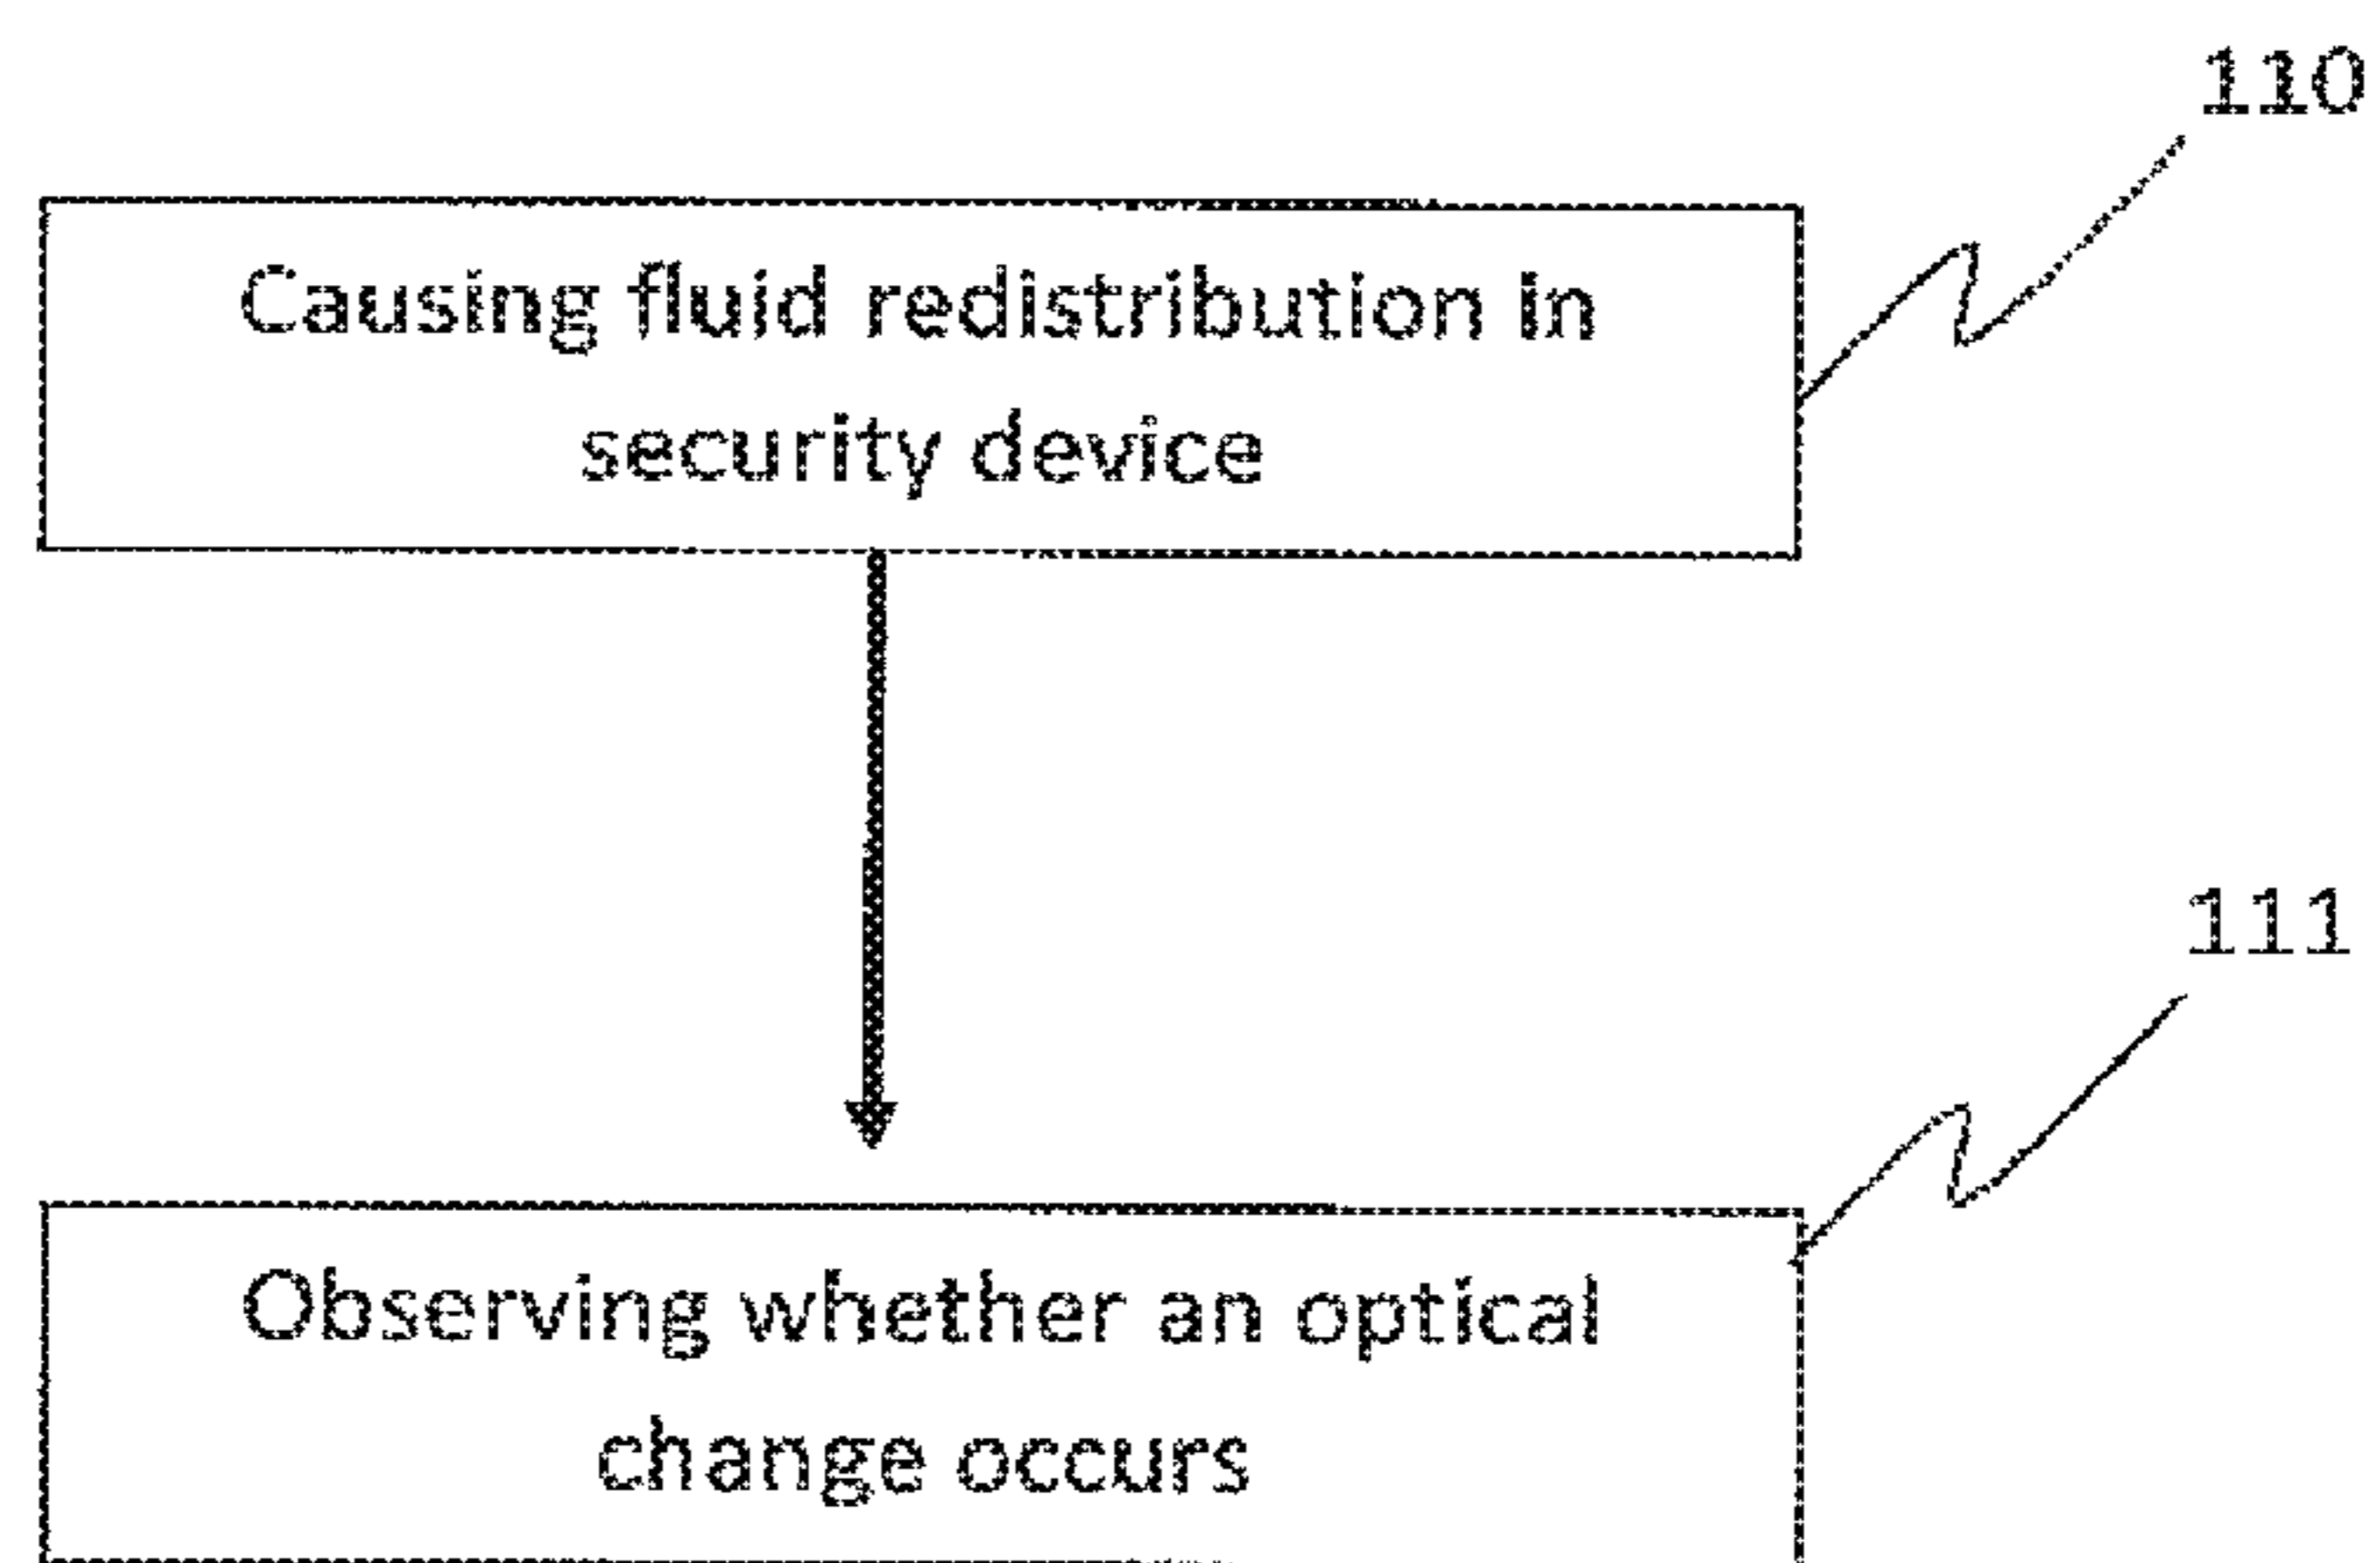 110
Causing fluid redistribution in
security device
111
Observing whether an optical
change occurs